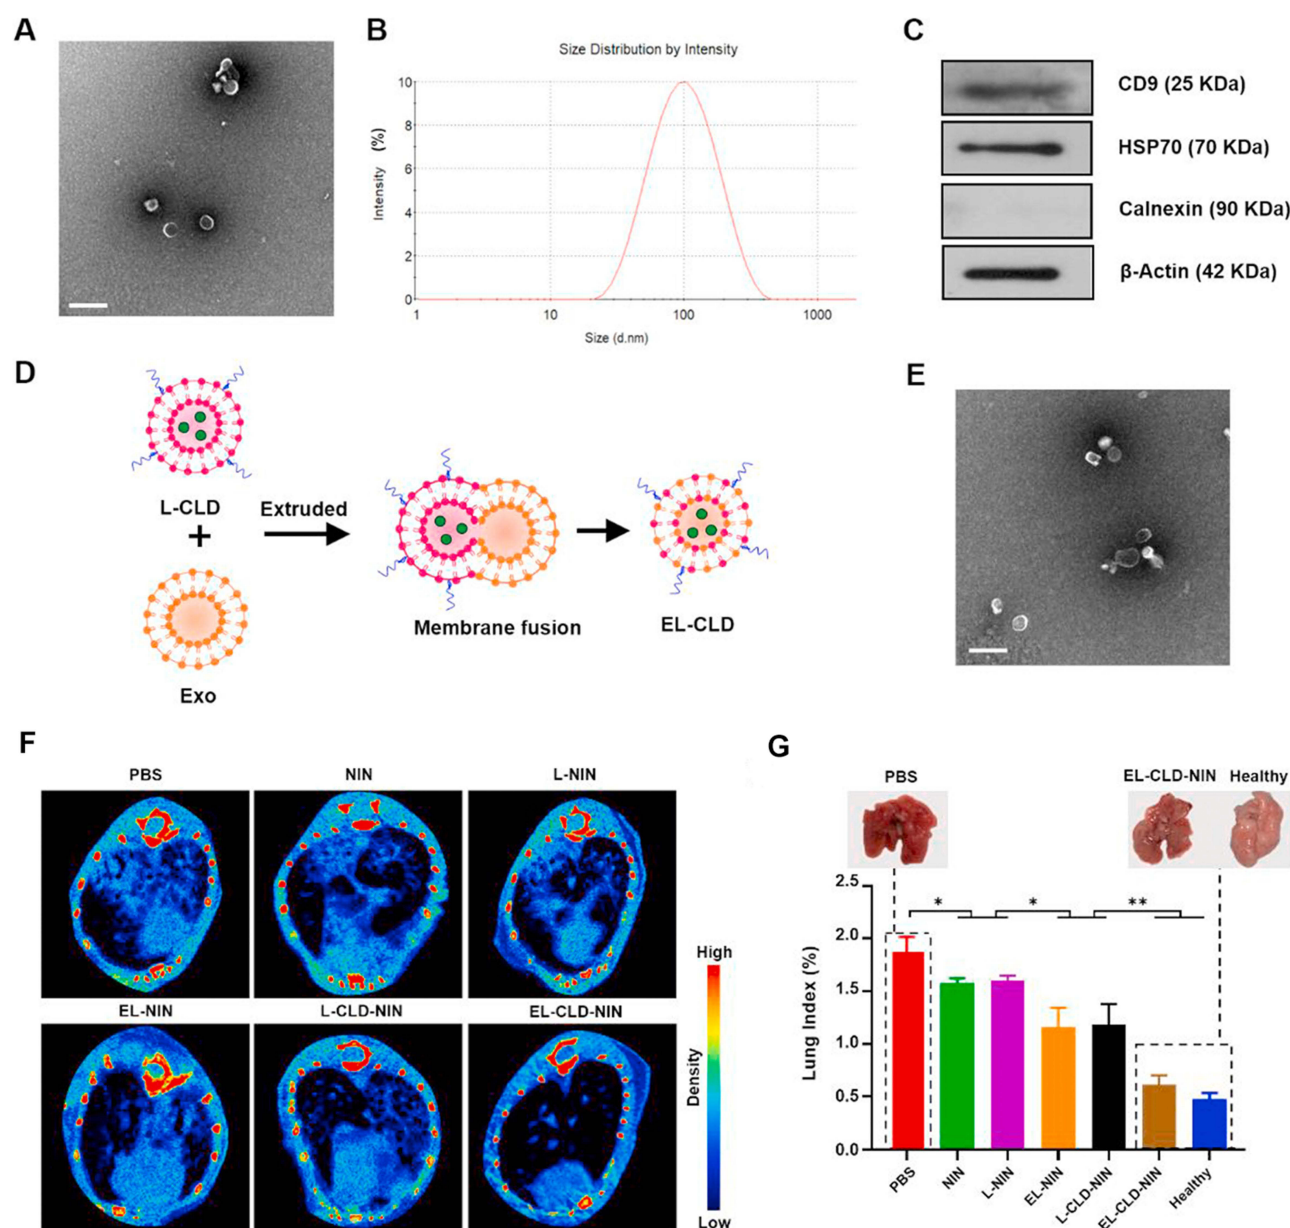 A
B
Size Distribution by Intensity
10
8
6
4
2
0
Intensity (%)
1
10
100
1000
Size (d.nm)
C
CD9 (25 KDa)
HSP70 (70 KDa)
Calnexin (90 KDa)
β-Actin (42 KDa)
D
L-CLD
+
Exo
Extruded
Membrane fusion
EL-CLD
E
F
PBS
NIN
L-NIN
EL-NIN
L-CLD-NIN
EL-CLD-NIN
High
Density
Low
G
PBS
EL-CLD-NIN
Healthy
2.5
2.0
1.5
1.0
0.5
0.0
Lung Index (%)
*
*
**
PBS
NIN
L-NIN
EL-NIN
L-CLD-NIN
EL-CLD-NIN
Healthy